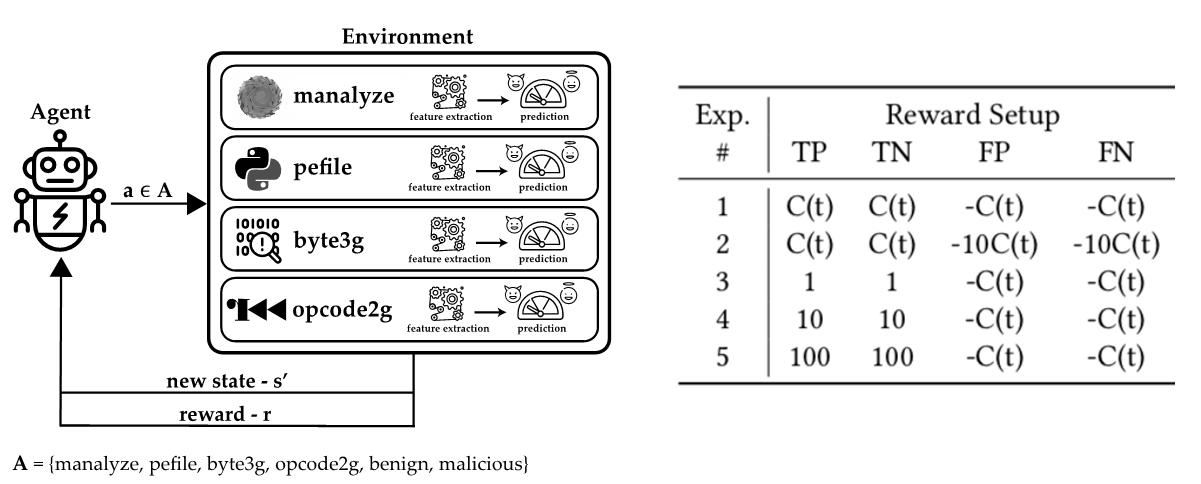 Environment
Agent
a ∈ A
manalyze
feature extraction
prediction
pefile
feature extraction
prediction
101010
byte3g
feature extraction
prediction
opcode2g
feature extraction
prediction
new state - s′
reward - r
A = {manalyze, pefile, byte3g, opcode2g, benign, malicious}
Exp. Reward Setup
# TP TN FP FN
1 C(t) C(t) -C(t) -C(t)
2 C(t) C(t) -10C(t) -10C(t)
3 1 1 -C(t) -C(t)
4 10 10 -C(t) -C(t)
5 100 100 -C(t) -C(t)